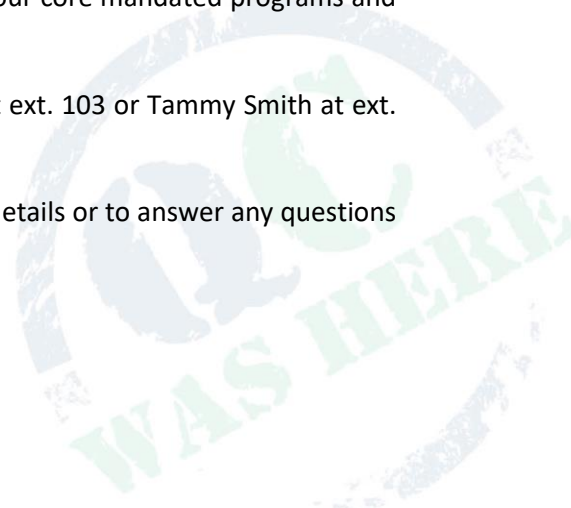 our core mandated programs and
ext. 103 or Tammy Smith at ext.
etails or to answer any questions
QC
WAS HERE